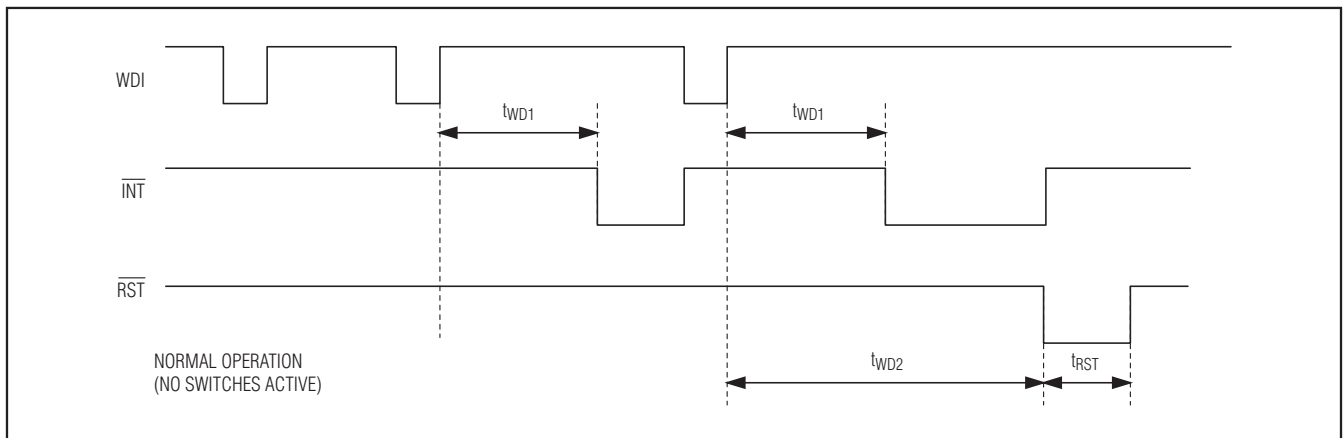 WDI
tWD1
tWD1
INT
RST
NORMAL OPERATION
(NO SWITCHES ACTIVE)
tWD2
tRST